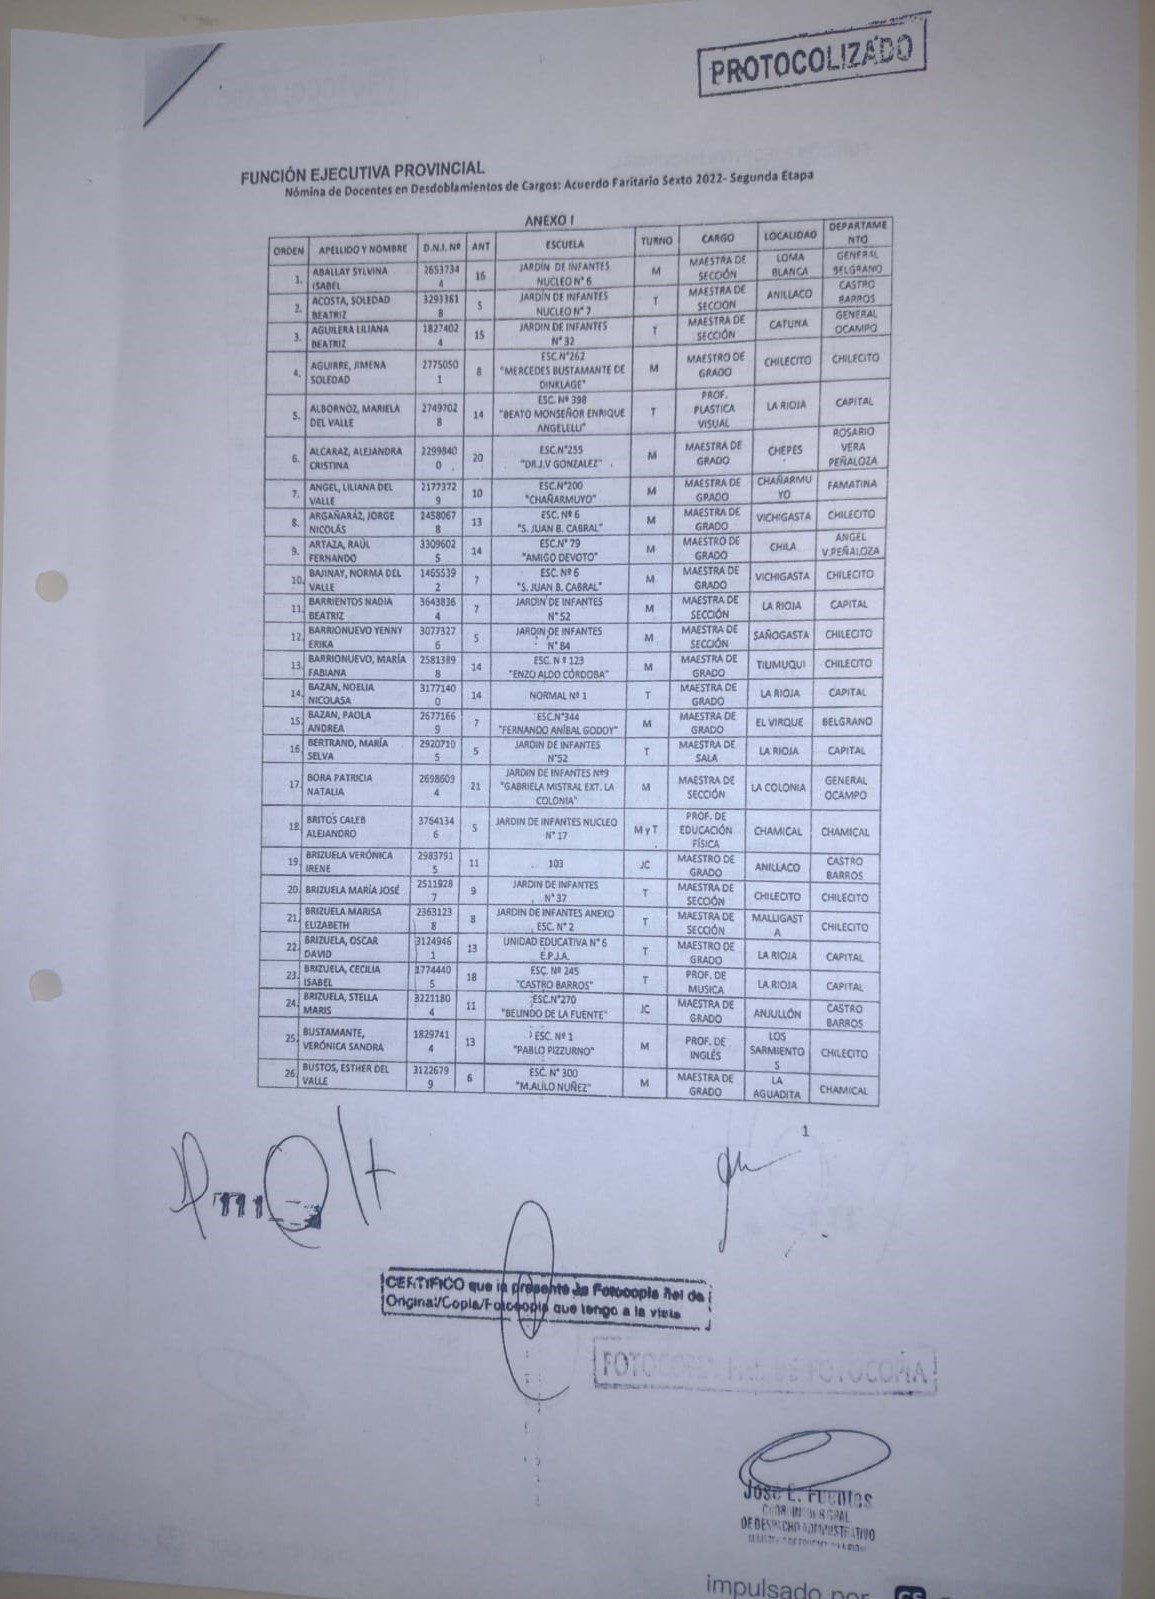 PROTOCOLIZADO
FUNCIÓN EJECUTIVA PROVINCIAL
Nómina de Docentes en Desdoblamientos de Cargos: Acuerdo Faritario Sexto 2022- Segunda Etapa
ANEXO I
ORDEN APELLIDO Y NOMBRE D.N.I. Nº ANT ESCUELA TURNO CARGO LOCALIDAD DEPARTAMENTO
1. ABALLAY SYLVINA ISABEL 26537344 16 JARDÍN DE INFANTES NUCLEO N° 6 M MAESTRA DE SECCIÓN LOMA BLANCA GENERAL BELGRANO
2. ACOSTA, SOLEDAD BEATRIZ 32933818 5 JARDÍN DE INFANTES NUCLEO N° 7 T MAESTRA DE SECCION ANILLACO CASTRO BARROS
3. AGUILERA LILIANA BEATRIZ 18274024 15 JARDIN DE INFANTES N° 32 T MAESTRA DE SECCIÓN CATUNA GENERAL OCAMPO
4. AGUIRRE, JIMENA SOLEDAD 27750501 8 ESC.N°262 "MERCEDES BUSTAMANTE DE DINKLAGE" M MAESTRO DE GRADO CHILECITO CHILECITO
5. ALBORNOZ, MARIELA DEL VALLE 27497028 14 ESC. Nº 398 "BEATO MONSEÑOR ENRIQUE ANGELELLI" T PROF. PLASTICA VISUAL LA RIOJA CAPITAL
6. ALCARAZ, ALEJANDRA CRISTINA 22998400 20 ESC.N°255 "DR.J.V GONZALEZ" M MAESTRA DE GRADO CHEPES ROSARIO VERA PEÑALOZA
7. ANGEL, LILIANA DEL VALLE 21773729 10 ESC.N°200 "CHAÑARMUYO" M MAESTRA DE GRADO CHAÑARMUYO FAMATINA
8. ARGAÑARÁZ, JORGE NICOLÁS 24580678 13 ESC. Nº 6 "S. JUAN B. CABRAL" M MAESTRA DE GRADO VICHIGASTA CHILECITO
9. ARTAZA, RAÚL FERNANDO 33096025 14 ESC.N° 79 "AMIGO DEVOTO" M MAESTRO DE GRADO CHILA ANGEL V.PEÑALOZA
10. BAJINAY, NORMA DEL VALLE 14655392 7 ESC. Nº 6 "S. JUAN B. CABRAL" M MAESTRA DE GRADO VICHIGASTA CHILECITO
11. BARRIENTOS NADIA BEATRIZ 36438364 7 JARDIN DE INFANTES N° 52 M MAESTRA DE SECCIÓN LA RIOJA CAPITAL
12. BARRIONUEVO YENNY ERIKA 30773276 5 JARDIN DE INFANTES N° 84 M MAESTRA DE SECCIÓN SAÑOGASTA CHILECITO
13. BARRIONUEVO, MARÍA FABIANA 25813898 14 ESC. N º 123 "ENZO ALDO CÓRDOBA" M MAESTRA DE GRADO TILIMUQUI CHILECITO
14. BAZAN, NOELIA NICOLASA 31771400 14 NORMAL Nº 1 T MAESTRA DE GRADO LA RIOJA CAPITAL
15. BAZAN, PAOLA ANDREA 26771669 7 ESC.N°344 "FERNANDO ANÍBAL GODOY" M MAESTRA DE GRADO EL VIRQUE BELGRANO
16. BERTRAND, MARÍA SELVA 29207105 5 JARDIN DE INFANTES N°52 T MAESTRA DE SALA LA RIOJA CAPITAL
17. BORA PATRICIA NATALIA 26986094 21 JARDIN DE INFANTES Nº9 "GABRIELA MISTRAL EXT. LA COLONIA" M MAESTRA DE SECCIÓN LA COLONIA GENERAL OCAMPO
18. BRITOS CALEB ALEJANDRO 37641346 5 JARDIN DE INFANTES NUCLEO N° 17 M y T PROF. DE EDUCACIÓN FÍSICA CHAMICAL CHAMICAL
19. BRIZUELA VERÓNICA IRENE 29837915 11 103 JC MAESTRO DE GRADO ANILLACO CASTRO BARROS
20. BRIZUELA MARÍA JOSÉ 25119287 9 JARDIN DE INFANTES N°37 T MAESTRA DE SECCIÓN CHILECITO CHILECITO
21. BRIZUELA MARISA ELIZABETH 23631238 8 JARDIN DE INFANTES ANEXO ESC. N° 2 T MAESTRA DE SECCIÓN MALLIGASTA CHILECITO
22. BRIZUELA, OSCAR DAVID 31249461 13 UNIDAD EDUCATIVA N° 6 E.P.J.A. T MAESTRO DE GRADO LA RIOJA CAPITAL
23. BRIZUELA, CECILIA ISABEL 17744405 18 ESC. Nº 245 "CASTRO BARROS" T PROF. DE MUSICA LA RIOJA CAPITAL
24. BRIZUELA, STELLA MARIS 32211804 11 ESC.N°270 "BELINDO DE LA FUENTE" JC MAESTRA DE GRADO ANJULLÓN CASTRO BARROS
25. BUSTAMANTE, VERÓNICA SANDRA 18297414 13 ESC. Nº 1 "PABLO PIZZURNO" M PROF. DE INGLÉS LOS SARMIENTOS CHILECITO
26. BUSTOS, ESTHER DEL VALLE 31226799 6 ESC. N° 300 "M.ALILO NUÑEZ" M MAESTRA DE GRADO LA AGUADITA CHAMICAL
1
CERTIFICO que la presente es Fotocopia fiel de
Original/Copia/Fotocopia que tengo a la vista
FOTOCOPIA FIEL DE FOTOCOPIA
José L. Fuentes
DE DESPACHO ADMINISTRATIVO
impulsado por CS